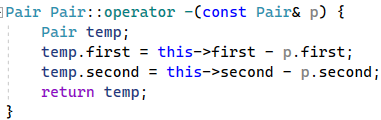 Pair Pair::operator -(const Pair& p) {
Pair temp;
temp.first = this->first - p.first;
temp.second = this->second - p.second;
return temp;
}